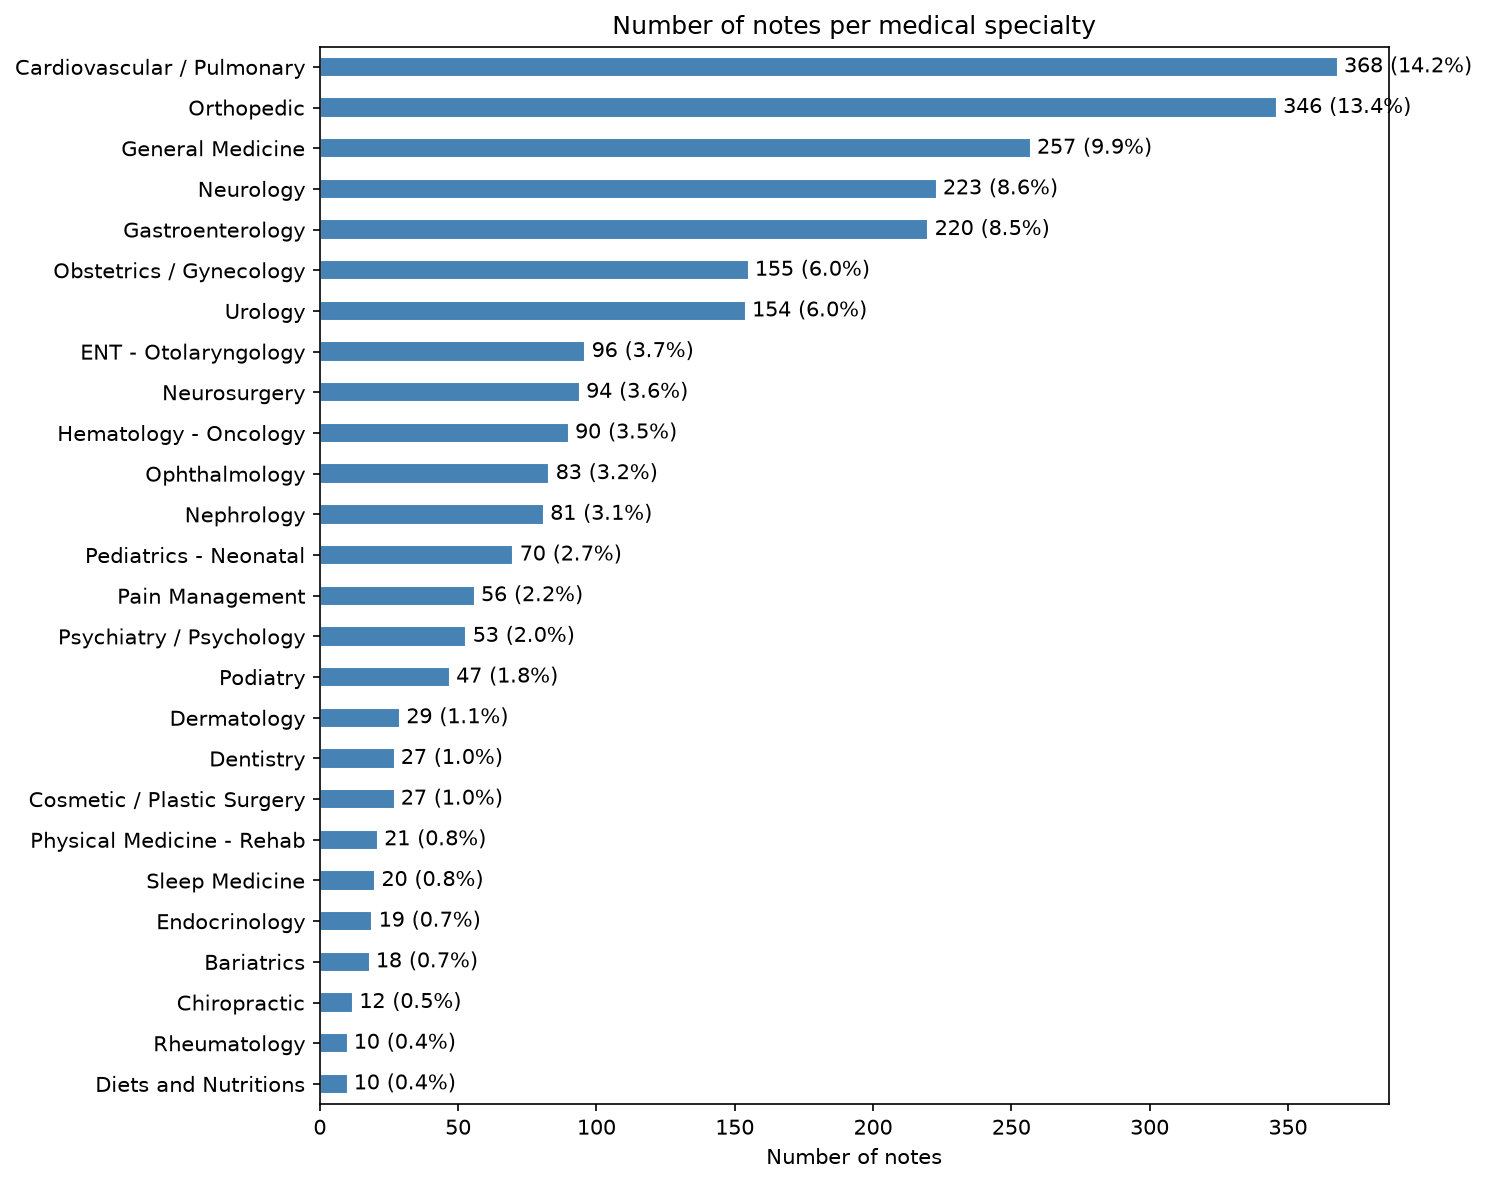 Number of notes per medical specialty
Cardiovascular / Pulmonary 368 (14.2%)
Orthopedic 346 (13.4%)
General Medicine 257 (9.9%)
Neurology 223 (8.6%)
Gastroenterology 220 (8.5%)
Obstetrics / Gynecology 155 (6.0%)
Urology 154 (6.0%)
ENT - Otolaryngology 96 (3.7%)
Neurosurgery 94 (3.6%)
Hematology - Oncology 90 (3.5%)
Ophthalmology 83 (3.2%)
Nephrology 81 (3.1%)
Pediatrics - Neonatal 70 (2.7%)
Pain Management 56 (2.2%)
Psychiatry / Psychology 53 (2.0%)
Podiatry 47 (1.8%)
Dermatology 29 (1.1%)
Dentistry 27 (1.0%)
Cosmetic / Plastic Surgery 27 (1.0%)
Physical Medicine - Rehab 21 (0.8%)
Sleep Medicine 20 (0.8%)
Endocrinology 19 (0.7%)
Bariatrics 18 (0.7%)
Chiropractic 12 (0.5%)
Rheumatology 10 (0.4%)
Diets and Nutritions 10 (0.4%)
0 50 100 150 200 250 300 350
Number of notes